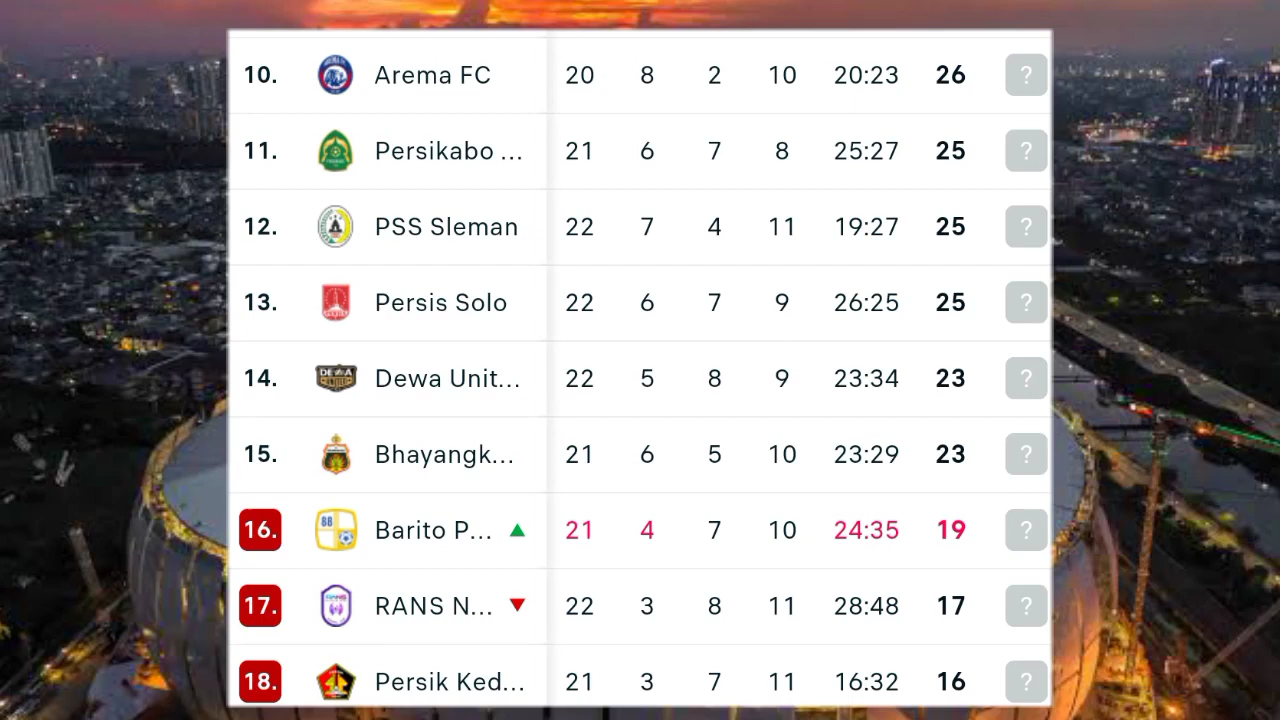 10. Arema FC 20 8 2 10 20:23 26 ?
11. Persikabo ... 21 6 7 8 25:27 25 ?
12. PSS Sleman 22 7 4 11 19:27 25 ?
13. Persis Solo 22 6 7 9 26:25 25 ?
14. DEWA Dewa Unit... 22 5 8 9 23:34 23 ?
15. Bhayangk... 21 6 5 10 23:29 23 ?
16. 88 Barito P... 21 4 7 10 24:35 19 ?
17. RANS N... 22 3 8 11 28:48 17 ?
18. Persik Ked... 21 3 7 11 16:32 16 ?